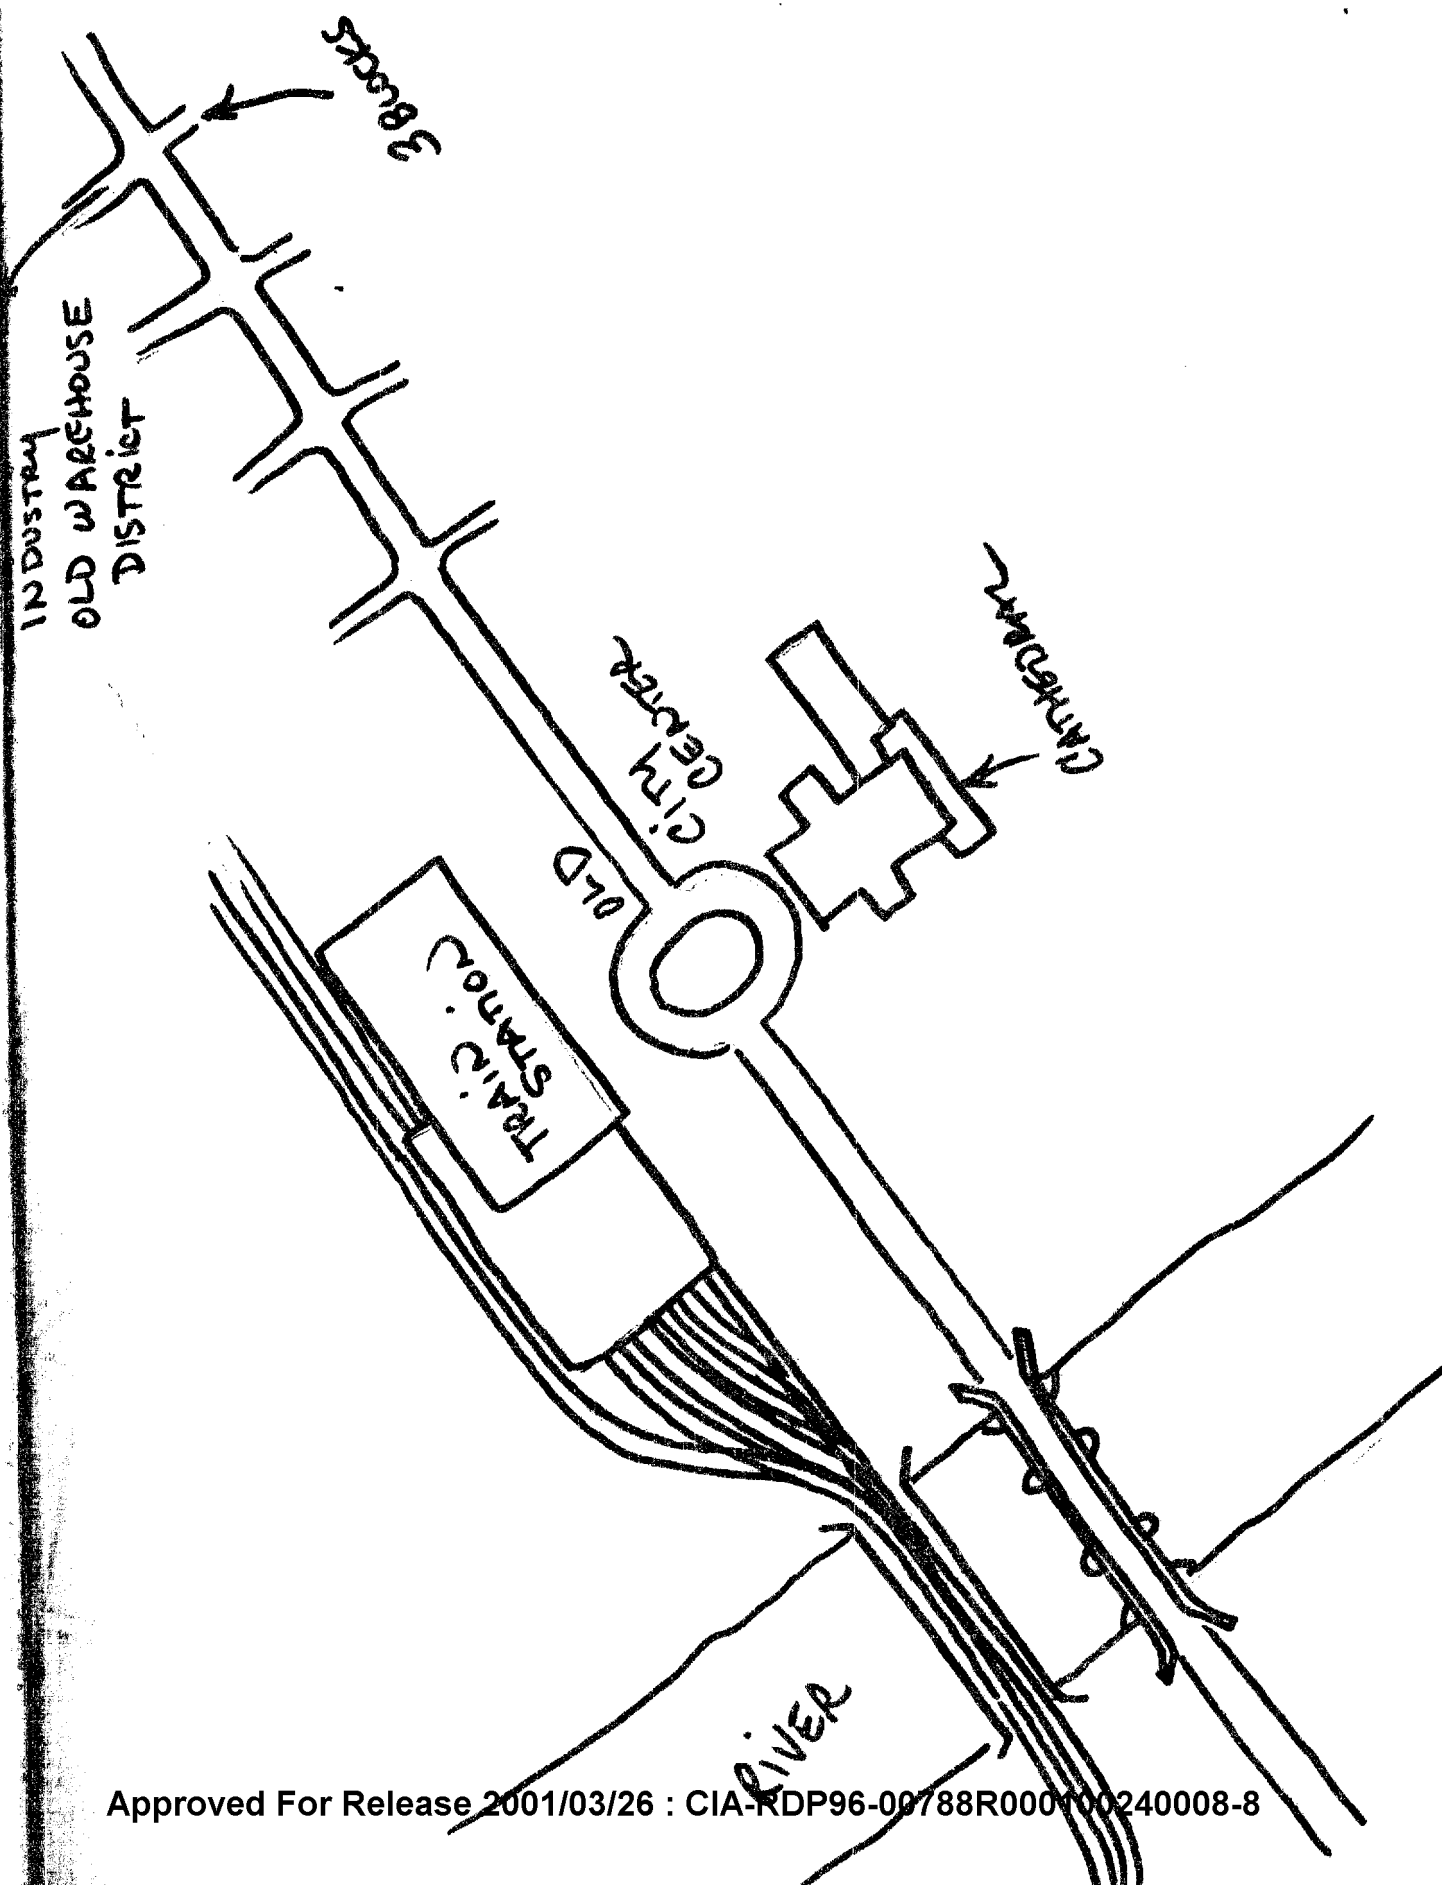 3 BLOCKS
INDUSTRY
OLD WAREHOUSE
DISTRICT
OLD CITY
CENTER
CATHEDRAL
TRAIN
STATION
RIVER
Approved For Release 2001/03/26 : CIA-RDP96-00788R000100240008-8